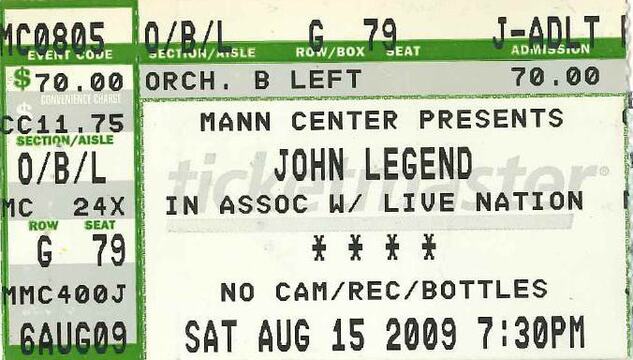 MC0805 O/B/L G 79 J-ADLT
EVENT CODE SECTION/AISLE ROW/BOX SEAT ADMISSION
$70.00 ORCH. B LEFT 70.00
CONVENIENCE CHARGE
CC11.75 MANN CENTER PRESENTS
SECTION/AISLE
O/B/L JOHN LEGEND
ticketmaster®
MC 24X IN ASSOC W/ LIVE NATION
ROW SEAT
G 79 * * * *
MMC400J NO CAM/REC/BOTTLES
6AUG09 SAT AUG 15 2009 7:30PM